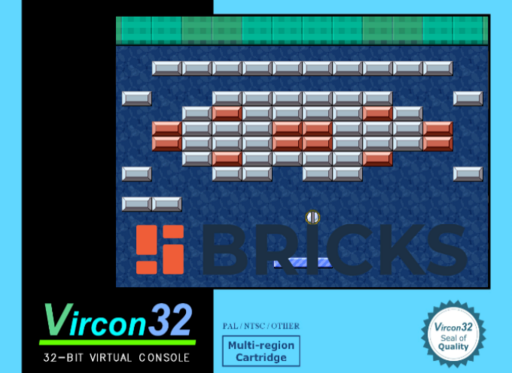 BRICKS
Vircon32
32-BIT VIRTUAL CONSOLE
PAL / NTSC / OTHER
Multi-region
Cartridge
Vircon32
Seal of
Quality